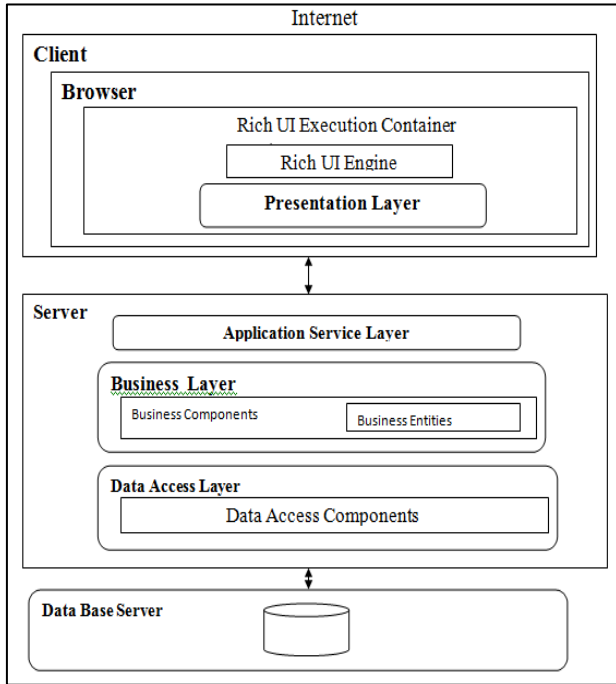 Internet
Client
Browser
Rich UI Execution Container
Rich UI Engine
Presentation Layer
Server
Application Service Layer
Business Layer
Business Components
Business Entities
Data Access Layer
Data Access Components
Data Base Server